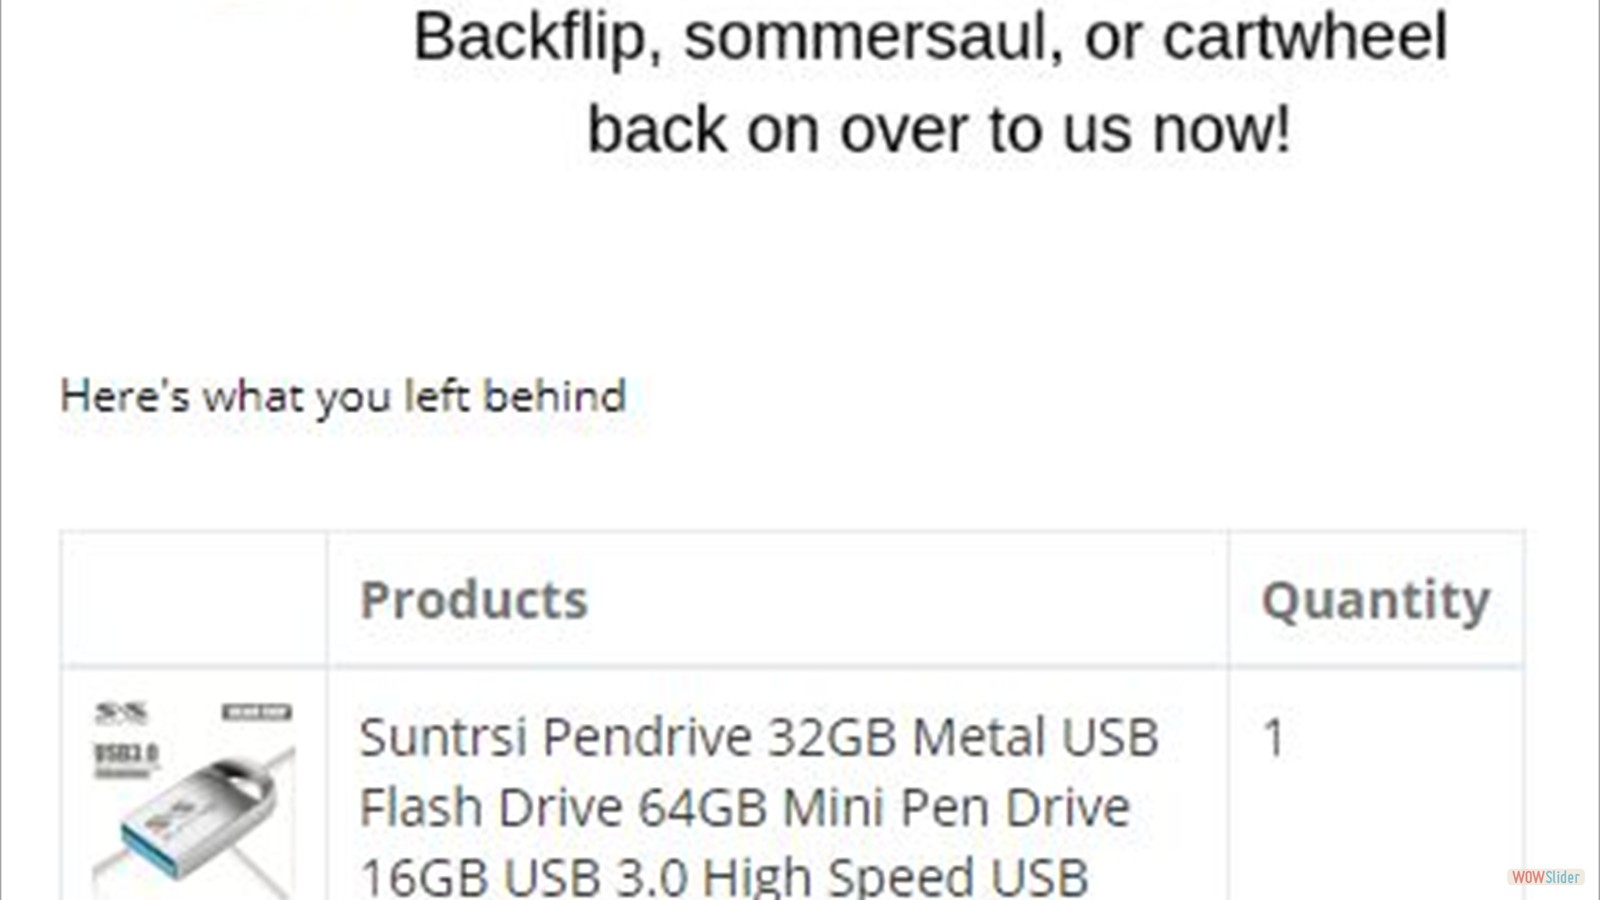 Backflip, sommersaul, or cartwheel
back on over to us now!
Here's what you left behind
Products Quantity
Suntrsi Pendrive 32GB Metal USB 1
Flash Drive 64GB Mini Pen Drive
16GB USB 3.0 High Speed USB
USB3.0
WOWSlider